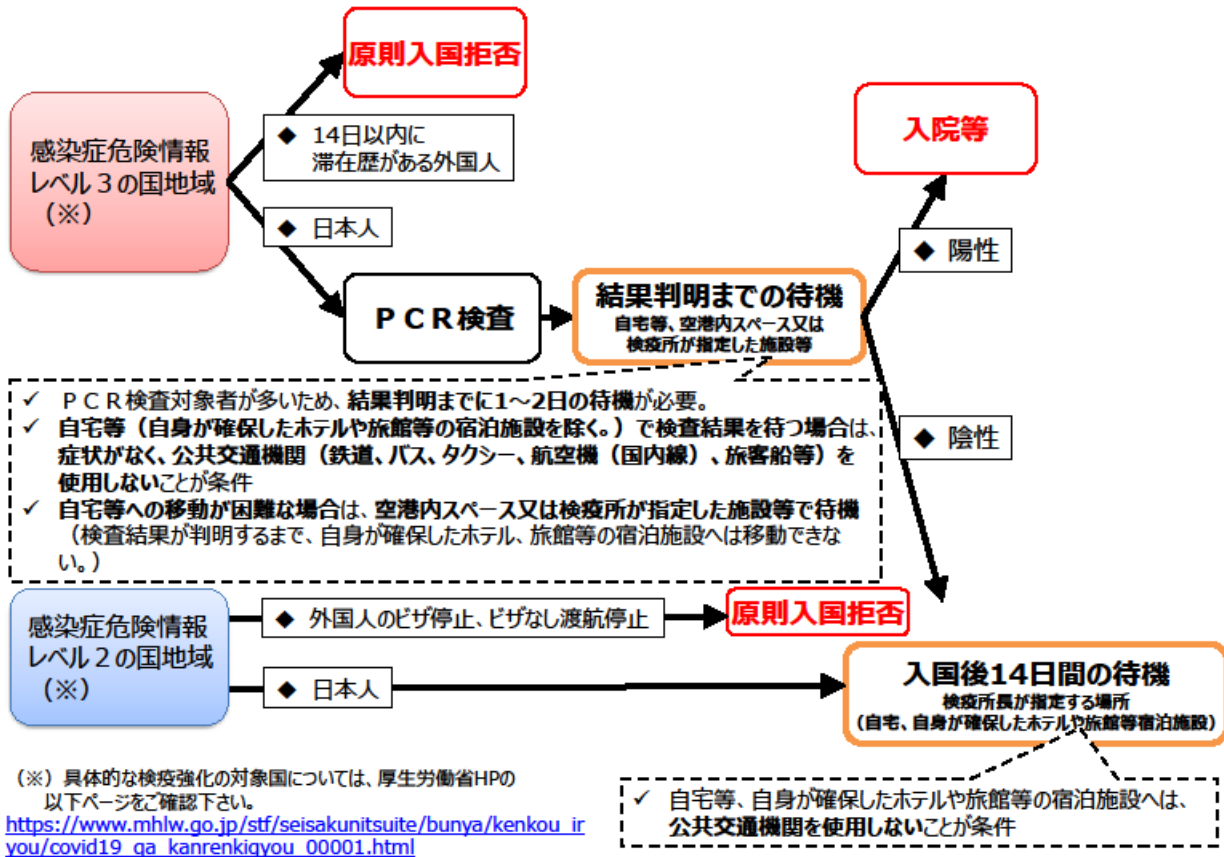 原則入国拒否
感染症危険情報
レベル3の国地域
(※)
◆ 14日以内に
滞在歴がある外国人
◆ 日本人
PCR検査
結果判明までの待機
自宅等、空港内スペース又は
検疫所が指定した施設等
入院等
◆ 陽性
◆ 陰性
✓ PCR検査対象者が多いため、結果判明までに1~2日の待機が必要。
✓ 自宅等(自身が確保したホテルや旅館等の宿泊施設を除く。)で検査結果を待つ場合は、
症状がなく、公共交通機関(鉄道、バス、タクシー、航空機(国内線)、旅客船等)を
使用しないことが条件
✓ 自宅等への移動が困難な場合は、空港内スペース又は検疫所が指定した施設等で待機
(検査結果が判明するまで、自身が確保したホテル、旅館等の宿泊施設へは移動できな
い。)
感染症危険情報
レベル2の国地域
(※)
◆ 外国人のビザ停止、ビザなし渡航停止
原則入国拒否
◆ 日本人
入国後14日間の待機
検疫所長が指定する場所
(自宅、自身が確保したホテルや旅館等宿泊施設)
(※)具体的な検疫強化の対象国については、厚生労働省HPの
以下ページをご確認下さい。
https://www.mhlw.go.jp/stf/seisakunitsuite/bunya/kenkou_ir
you/covid19_qa_kanrenkigyou_00001.html
✓ 自宅等、自身が確保したホテルや旅館等の宿泊施設へは、
公共交通機関を使用しないことが条件